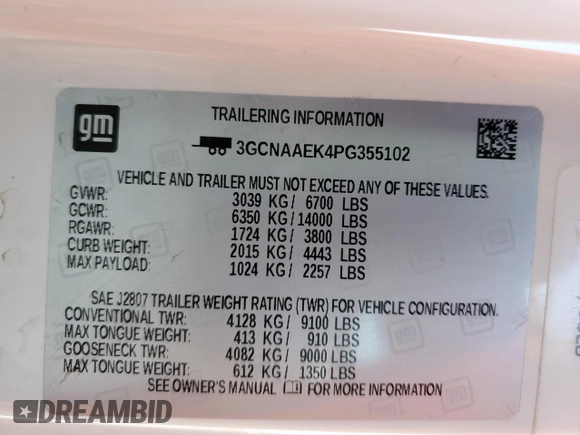 gm
TRAILERING INFORMATION
3GCNAAEK4PG355102
VEHICLE AND TRAILER MUST NOT EXCEED ANY OF THESE VALUES.
GVWR: 3039 KG/ 6700 LBS
GCWR: 6350 KG/14000 LBS
RGAWR: 1724 KG/ 3800 LBS
CURB WEIGHT: 2015 KG/ 4443 LBS
MAX PAYLOAD: 1024 KG/ 2257 LBS
SAE J2807 TRAILER WEIGHT RATING (TWR) FOR VEHICLE CONFIGURATION.
CONVENTIONAL TWR: 4128 KG/ 9100 LBS
MAX TONGUE WEIGHT: 413 KG/ 910 LBS
GOOSENECK TWR: 4082 KG/ 9000 LBS
MAX TONGUE WEIGHT: 612 KG/ 1350 LBS
SEE OWNER'S MANUAL FOR MORE INFORMATION
DREAMBID